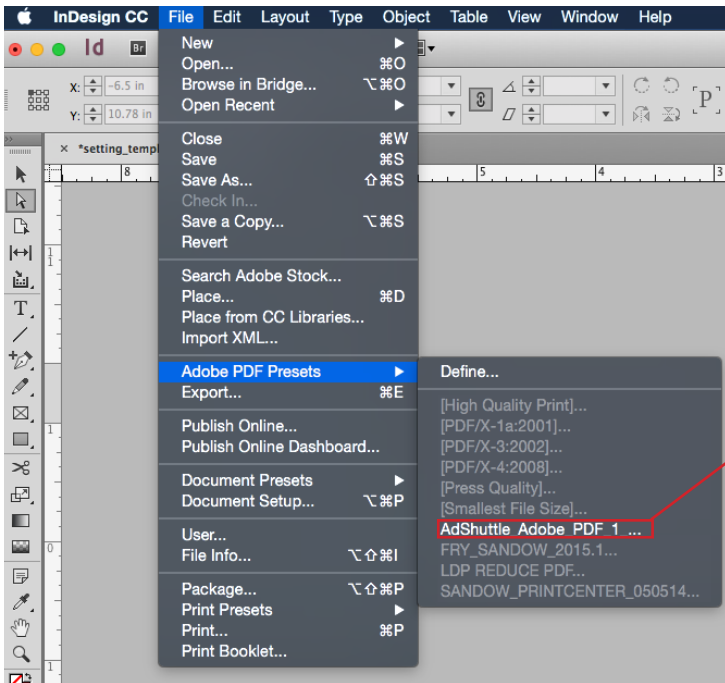 InDesign CC File Edit Layout Type Object Table View Window Help
Id Br
X: -6.5 in
Y: 10.78 in
P
× *setting_templ
8 5 4 3
New
Open... ⌘O
Browse in Bridge... ⌥⌘O
Open Recent
Close ⌘W
Save ⌘S
Save As... ⇧⌘S
Check In...
Save a Copy... ⌥⌘S
Revert
Search Adobe Stock...
Place... ⌘D
Place from CC Libraries...
Import XML...
Adobe PDF Presets
Export... ⌘E
Publish Online...
Publish Online Dashboard...
Document Presets
Document Setup... ⌥⌘P
User...
File Info... ⌥⇧⌘I
Package... ⌥⇧⌘P
Print Presets
Print... ⌘P
Print Booklet...
Define...
[High Quality Print]...
[PDF/X-1a:2001]...
[PDF/X-3:2002]...
[PDF/X-4:2008]...
[Press Quality]...
[Smallest File Size]...
AdShuttle_Adobe_PDF_1_...
FRY_SANDOW_2015.1...
LDP REDUCE PDF...
SANDOW_PRINTCENTER_050514...
T
1
1
1
0
1